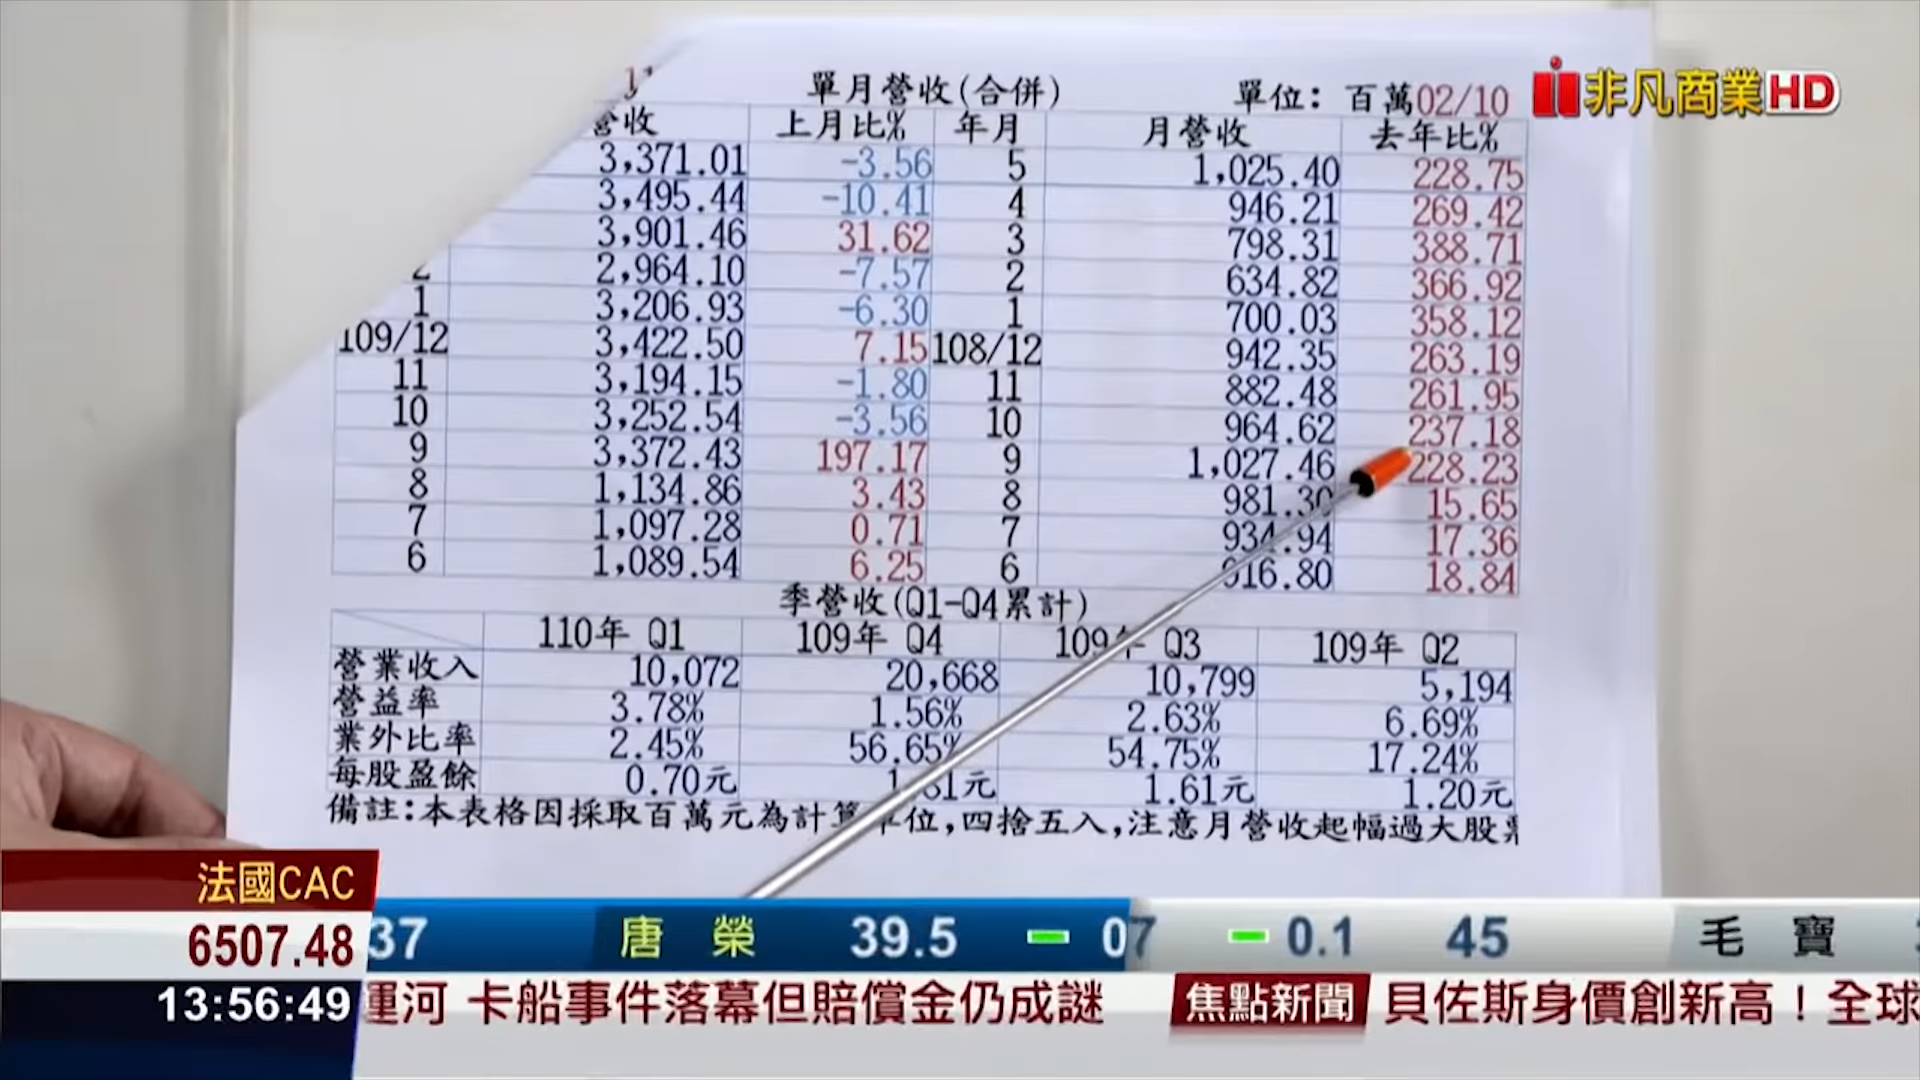 單月營收(合併) 單位: 百萬02/10
營收 上月比% 年月 月營收 去年比%
3,371.01 -3.56 5 1,025.40 228.75
3,495.44 -10.41 4 946.21 269.42
3,901.46 31.62 3 798.31 388.71
2 2,964.10 -7.57 2 634.82 366.92
1 3,206.93 -6.30 1 700.03 358.12
109/12 3,422.50 7.15 108/12 942.35 263.19
11 3,194.15 -1.80 11 882.48 261.95
10 3,252.54 -3.56 10 964.62 237.18
9 3,372.43 197.17 9 1,027.46 228.23
8 1,134.86 3.43 8 981.30 15.65
7 1,097.28 0.71 7 934.94 17.36
6 1,089.54 6.25 6 916.80 18.84
季營收(Q1-Q4累計)
110年 Q1 109年 Q4 109年 Q3 109年 Q2
營業收入 10,072 20,668 10,799 5,194
營益率 3.78% 1.56% 2.63% 6.69%
業外比率 2.45% 56.65% 54.75% 17.24%
每股盈餘 0.70元 元 1.61元 1.20元
備註:本表格因採取百萬元為計算單位,四捨五入,注意月營收起幅過大股票
非凡商業HD
法國CAC
6507.48
13:56:49
37 唐 榮 39.5 07 0.1 45 毛 寶
運河 卡船事件落幕但賠償金仍成謎 焦點新聞 貝佐斯身價創新高！全球